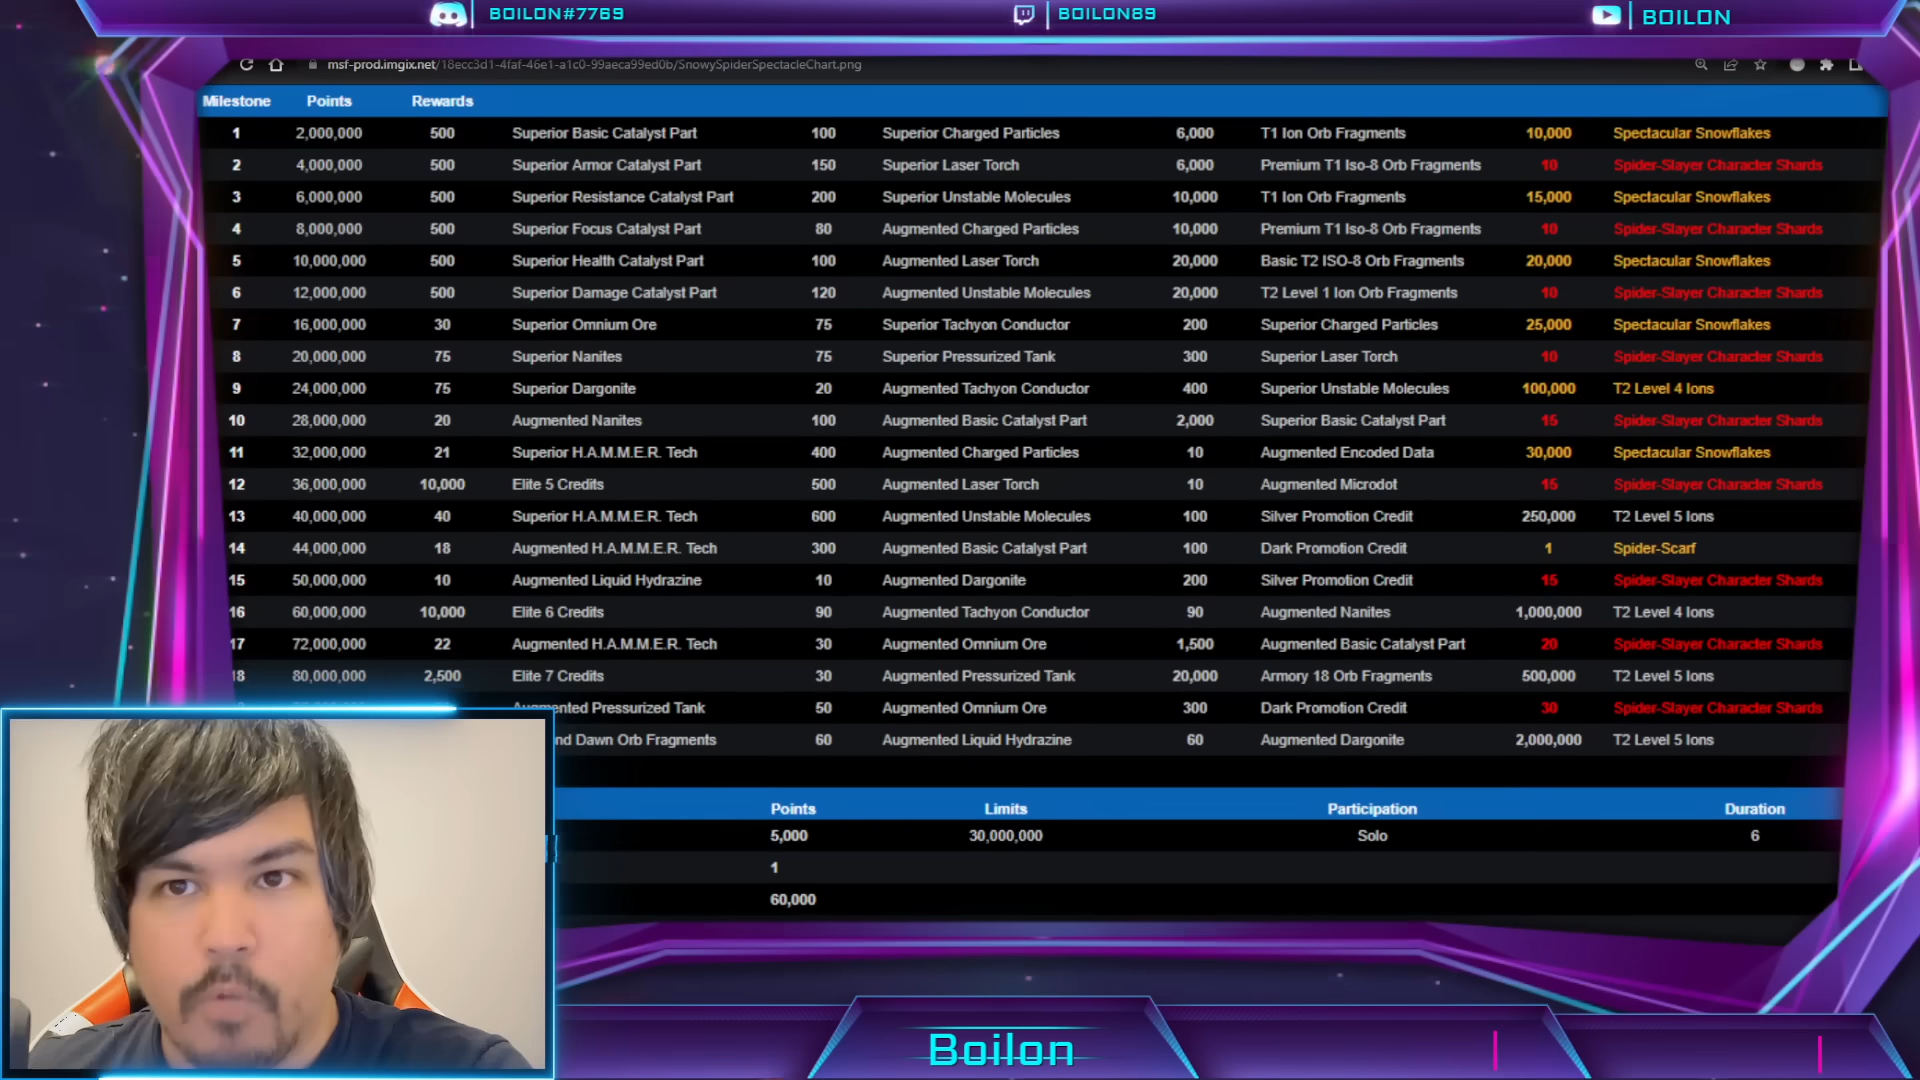 BOILON#7769
BOILON89
BOILON
msf-prod.imgix.net/18ecc3d1-4faf-46e1-a1c0-99aeca99ed0b/SnowySpiderSpectacleChart.png
Milestone Points Rewards
1 2,000,000 500 Superior Basic Catalyst Part 100 Superior Charged Particles 6,000 T1 Ion Orb Fragments 10,000 Spectacular Snowflakes
2 4,000,000 500 Superior Armor Catalyst Part 150 Superior Laser Torch 6,000 Premium T1 Iso-8 Orb Fragments 10 Spider-Slayer Character Shards
3 6,000,000 500 Superior Resistance Catalyst Part 200 Superior Unstable Molecules 10,000 T1 Ion Orb Fragments 15,000 Spectacular Snowflakes
4 8,000,000 500 Superior Focus Catalyst Part 80 Augmented Charged Particles 10,000 Premium T1 Iso-8 Orb Fragments 10 Spider-Slayer Character Shards
5 10,000,000 500 Superior Health Catalyst Part 100 Augmented Laser Torch 20,000 Basic T2 ISO-8 Orb Fragments 20,000 Spectacular Snowflakes
6 12,000,000 500 Superior Damage Catalyst Part 120 Augmented Unstable Molecules 20,000 T2 Level 1 Ion Orb Fragments 10 Spider-Slayer Character Shards
7 16,000,000 30 Superior Omnium Ore 75 Superior Tachyon Conductor 200 Superior Charged Particles 25,000 Spectacular Snowflakes
8 20,000,000 75 Superior Nanites 75 Superior Pressurized Tank 300 Superior Laser Torch 10 Spider-Slayer Character Shards
9 24,000,000 75 Superior Dargonite 20 Augmented Tachyon Conductor 400 Superior Unstable Molecules 100,000 T2 Level 4 Ions
10 28,000,000 20 Augmented Nanites 100 Augmented Basic Catalyst Part 2,000 Superior Basic Catalyst Part 15 Spider-Slayer Character Shards
11 32,000,000 21 Superior H.A.M.M.E.R. Tech 400 Augmented Charged Particles 10 Augmented Encoded Data 30,000 Spectacular Snowflakes
12 36,000,000 10,000 Elite 5 Credits 500 Augmented Laser Torch 10 Augmented Microdot 15 Spider-Slayer Character Shards
13 40,000,000 40 Superior H.A.M.M.E.R. Tech 600 Augmented Unstable Molecules 100 Silver Promotion Credit 250,000 T2 Level 5 Ions
14 44,000,000 18 Augmented H.A.M.M.E.R. Tech 300 Augmented Basic Catalyst Part 100 Dark Promotion Credit 1 Spider-Scarf
15 50,000,000 10 Augmented Liquid Hydrazine 10 Augmented Dargonite 200 Silver Promotion Credit 15 Spider-Slayer Character Shards
16 60,000,000 10,000 Elite 6 Credits 90 Augmented Tachyon Conductor 90 Augmented Nanites 1,000,000 T2 Level 4 Ions
17 72,000,000 22 Augmented H.A.M.M.E.R. Tech 30 Augmented Omnium Ore 1,500 Augmented Basic Catalyst Part 20 Spider-Slayer Character Shards
18 80,000,000 2,500 Elite 7 Credits 30 Augmented Pressurized Tank 20,000 Armory 18 Orb Fragments 500,000 T2 Level 5 Ions
Augmented Pressurized Tank 50 Augmented Omnium Ore 300 Dark Promotion Credit 30 Spider-Slayer Character Shards
nd Dawn Orb Fragments 60 Augmented Liquid Hydrazine 60 Augmented Dargonite 2,000,000 T2 Level 5 Ions
Points Limits Participation Duration
5,000 30,000,000 Solo 6
1
60,000
Boilon